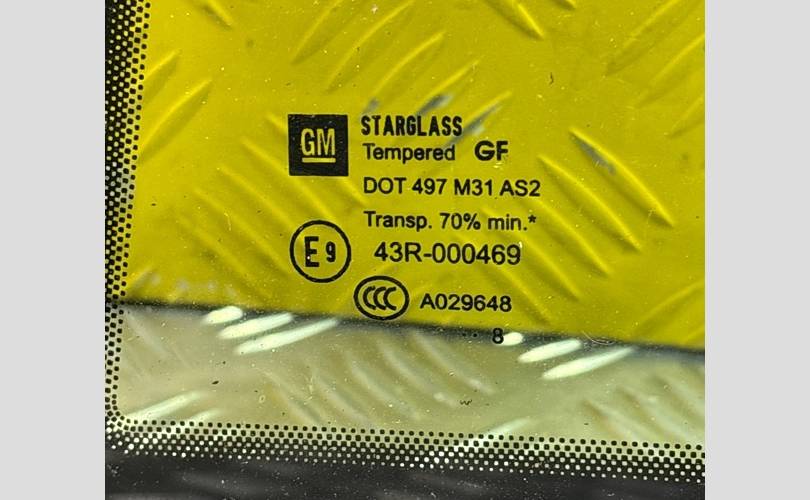 GM
STARGLASS
Tempered GF
DOT 497 M31 AS2
Transp. 70% min.*
E9 43R-000469
CCC A029648
.. 8